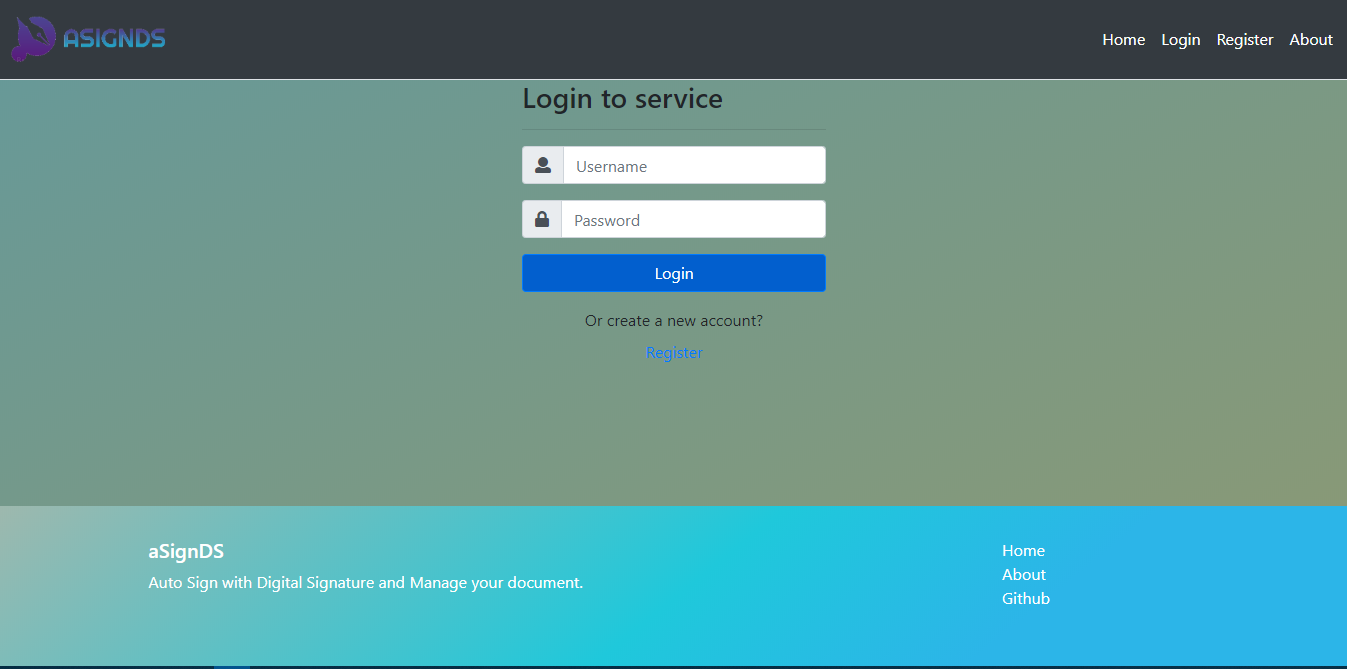 ASIGNDS
Home Login Register About
Login to service
Username
Password
Login
Or create a new account?
Register
aSignDS
Auto Sign with Digital Signature and Manage your document.
Home
About
Github